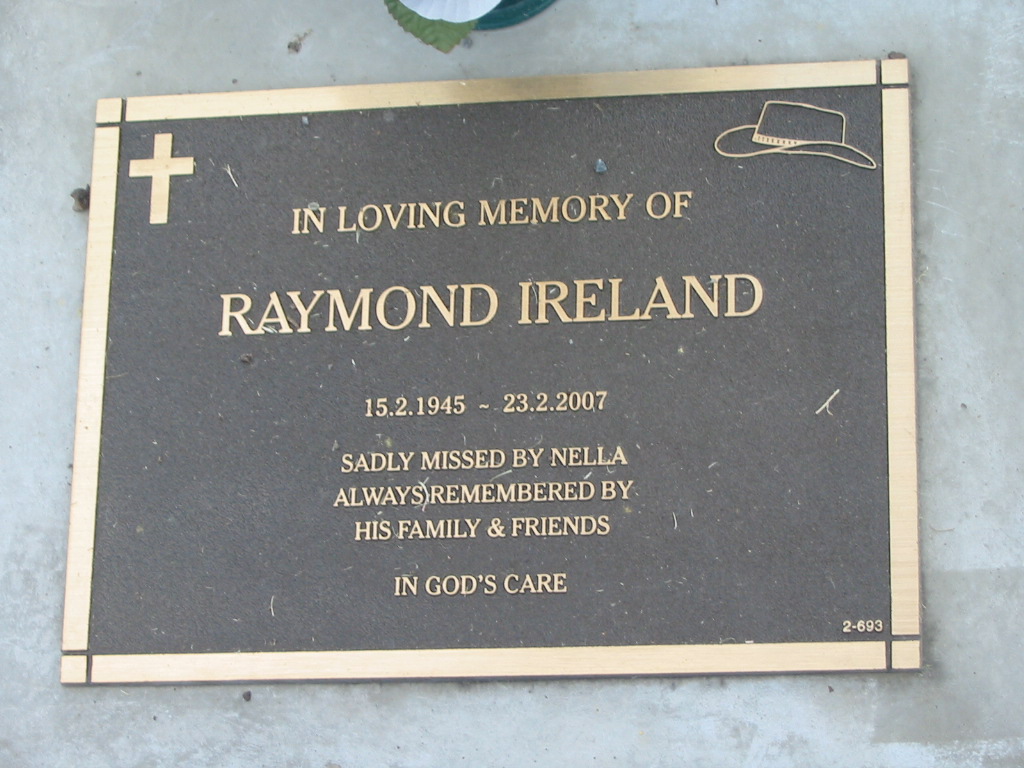 IN LOVING MEMORY OF
RAYMOND IRELAND
15.2.1945 ~ 23.2.2007
SADLY MISSED BY NELLA
ALWAYS REMEMBERED BY
HIS FAMILY & FRIENDS
IN GOD'S CARE
2-693